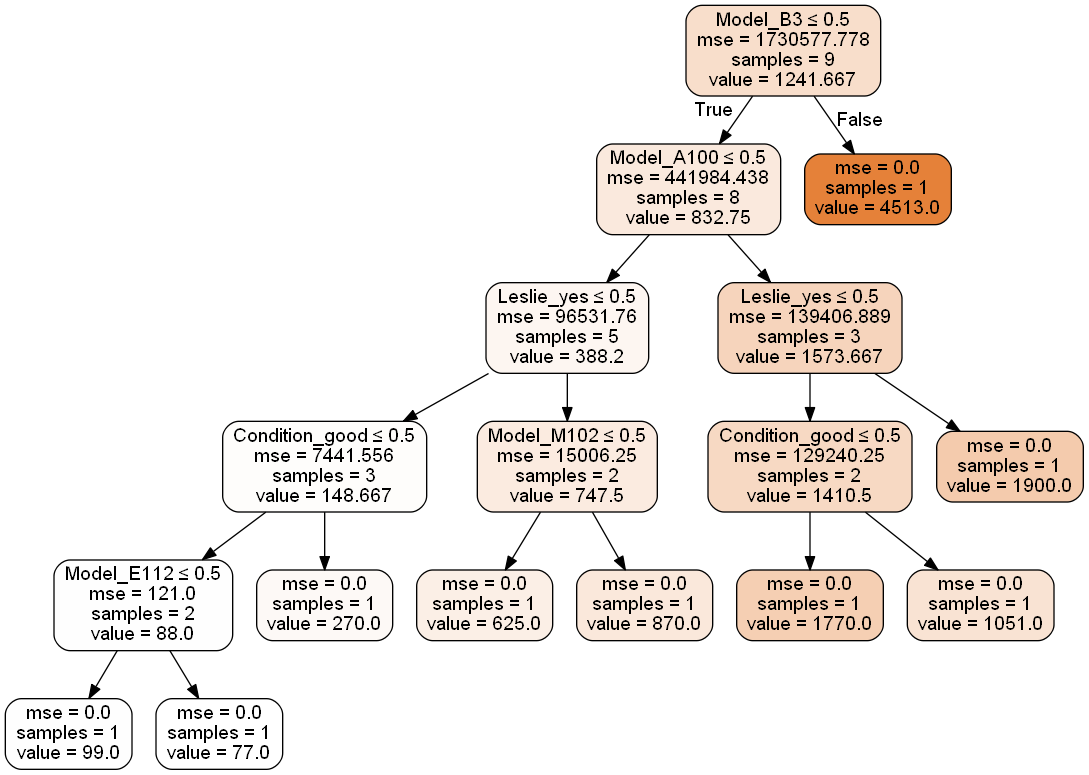 Model_B3 ≤ 0.5
mse = 1730577.778
samples = 9
value = 1241.667
True
False
Model_A100 ≤ 0.5
mse = 441984.438
samples = 8
value = 832.75
mse = 0.0
samples = 1
value = 4513.0
Leslie_yes ≤ 0.5
mse = 96531.76
samples = 5
value = 388.2
Leslie_yes ≤ 0.5
mse = 139406.889
samples = 3
value = 1573.667
Condition_good ≤ 0.5
mse = 7441.556
samples = 3
value = 148.667
Model_M102 ≤ 0.5
mse = 15006.25
samples = 2
value = 747.5
Condition_good ≤ 0.5
mse = 129240.25
samples = 2
value = 1410.5
mse = 0.0
samples = 1
value = 1900.0
Model_E112 ≤ 0.5
mse = 121.0
samples = 2
value = 88.0
mse = 0.0
samples = 1
value = 270.0
mse = 0.0
samples = 1
value = 625.0
mse = 0.0
samples = 1
value = 870.0
mse = 0.0
samples = 1
value = 1770.0
mse = 0.0
samples = 1
value = 1051.0
mse = 0.0
samples = 1
value = 99.0
mse = 0.0
samples = 1
value = 77.0